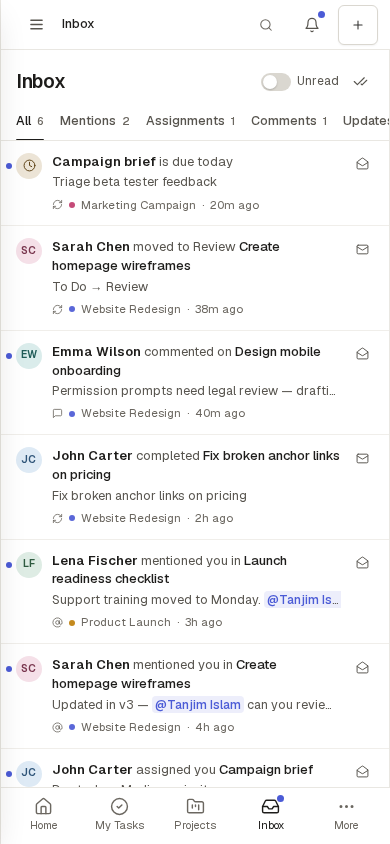 Inbox
Inbox
Unread
All 6 Mentions 2 Assignments 1 Comments 1 Updates
Campaign brief is due today
Triage beta tester feedback
Marketing Campaign · 20m ago
SC
Sarah Chen moved to Review Create
homepage wireframes
To Do → Review
Website Redesign · 38m ago
EW
Emma Wilson commented on Design mobile
onboarding
Permission prompts need legal review — drafti…
Website Redesign · 40m ago
JC
John Carter completed Fix broken anchor links
on pricing
Fix broken anchor links on pricing
Website Redesign · 2h ago
LF
Lena Fischer mentioned you in Launch
readiness checklist
Support training moved to Monday. @Tanjim Is…
Product Launch · 3h ago
SC
Sarah Chen mentioned you in Create
homepage wireframes
Updated in v3 — @Tanjim Islam can you revie…
Website Redesign · 4h ago
JC
John Carter assigned you Campaign brief
Home My Tasks Projects Inbox More